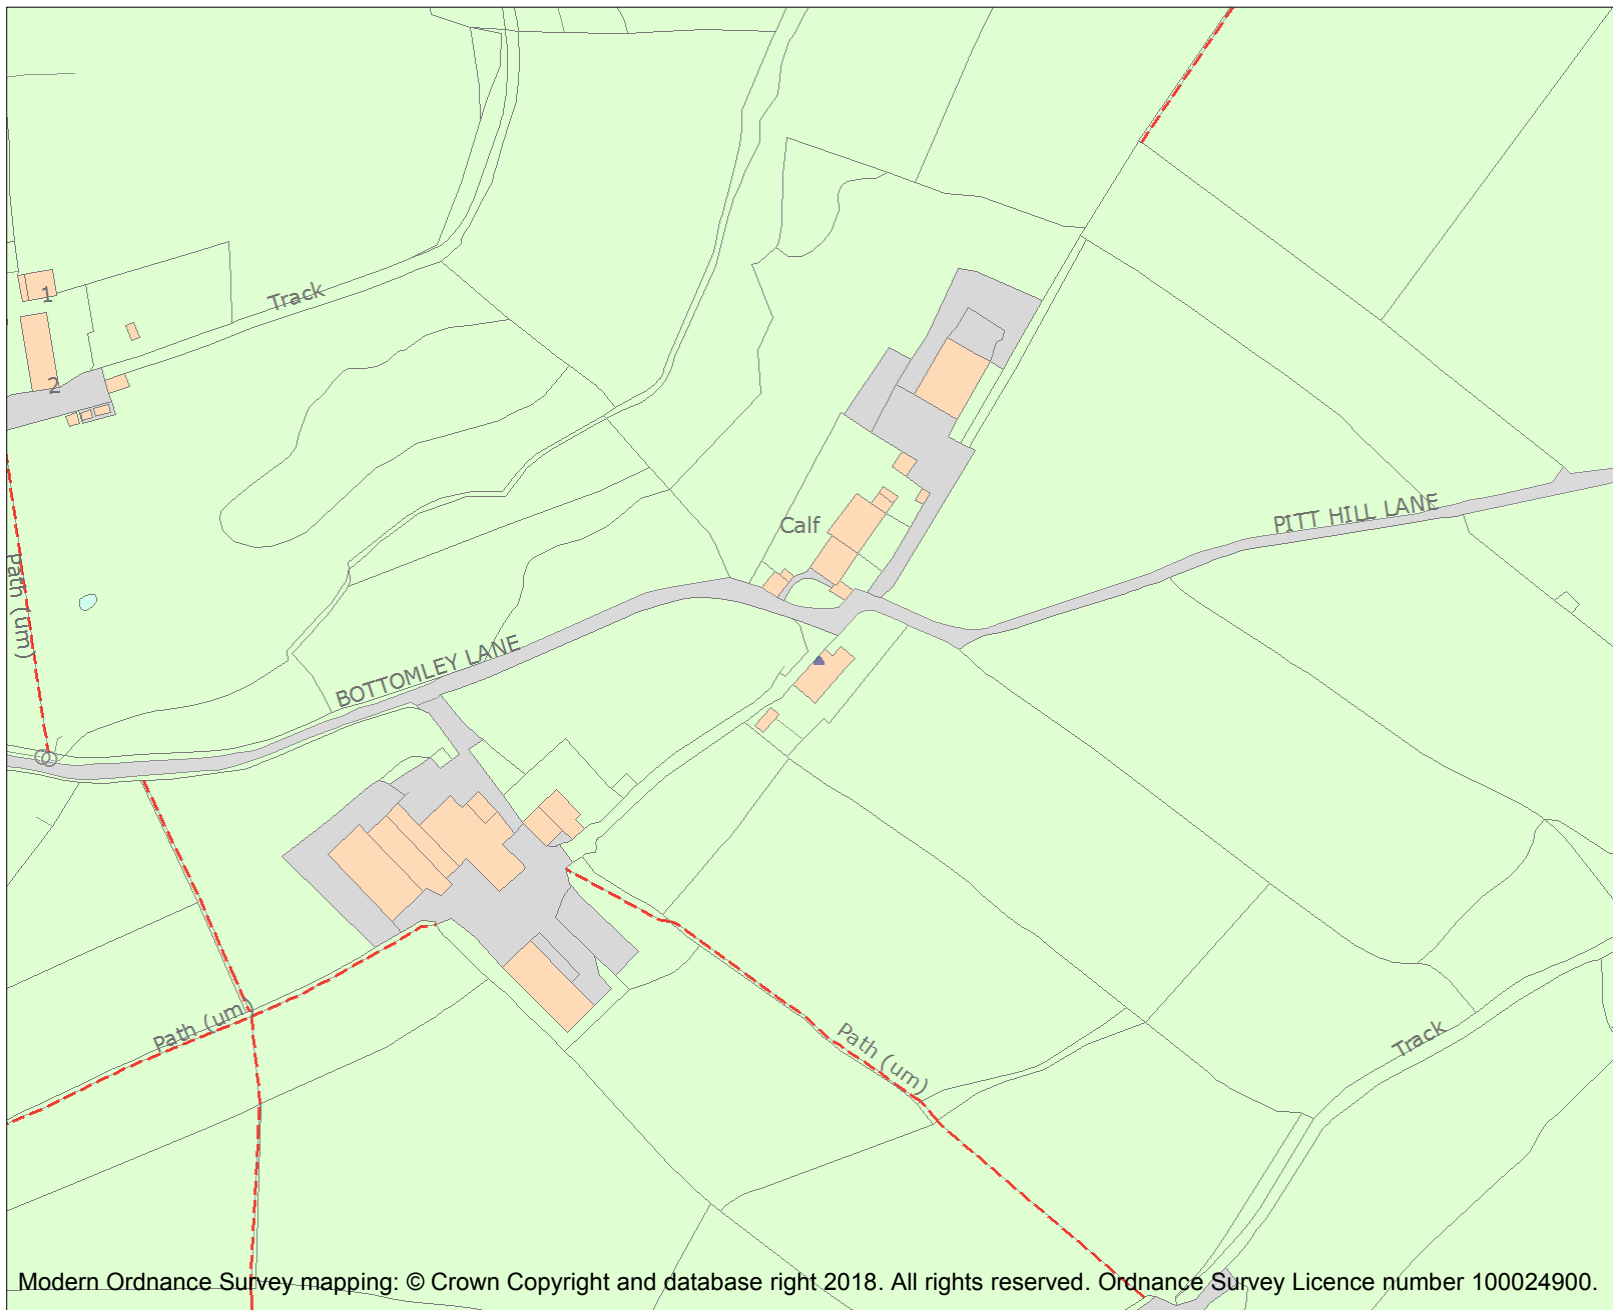 1
Track
2
PITT HILL LANE
Calf
Path (um)
BOTTOMLEY LANE
Path (um)
Path (um)
Track
Modern Ordnance Survey mapping: © Crown Copyright and database right 2018. All rights reserved. Ordnance Survey Licence number 100024900.